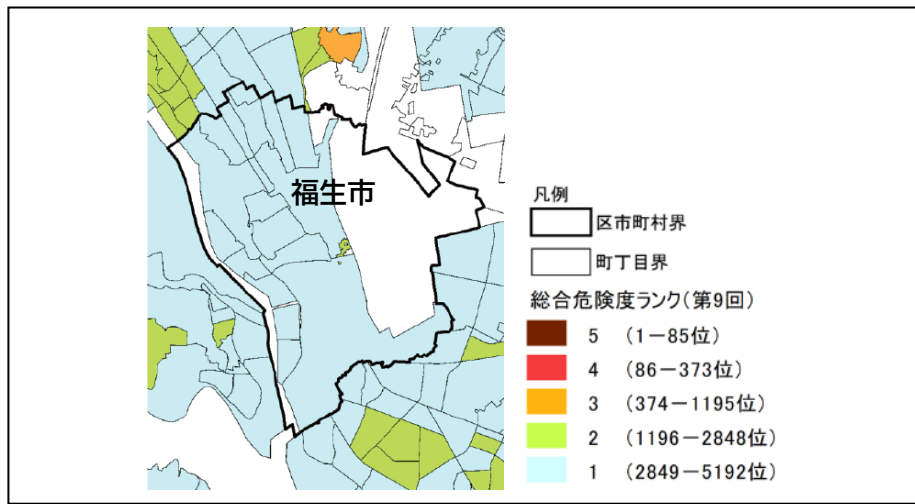 福生市
凡例
区市町村界
町丁目界
総合危険度ランク(第9回)
5 (1－85位)
4 (86－373位)
3 (374－1195位)
2 (1196－2848位)
1 (2849－5192位)